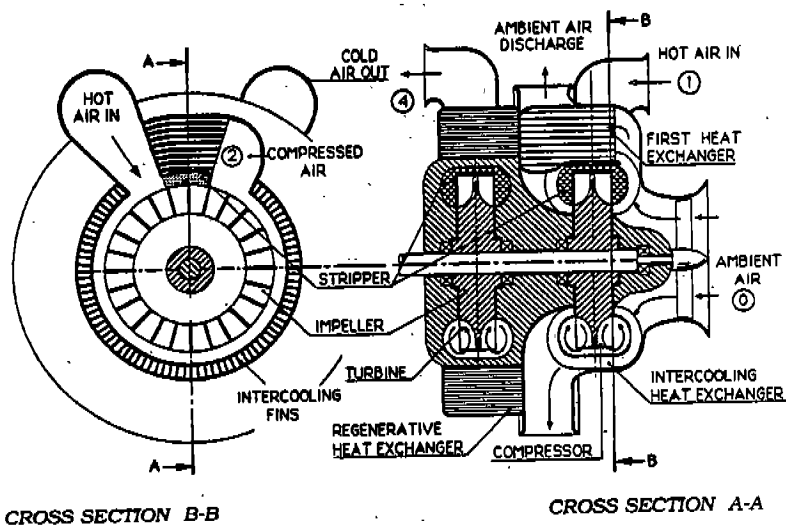 A
COLD
AIR OUT
4
HOT
AIR IN
2
COMPRESSED
AIR
STRIPPER
IMPELLER
TURBINE
INTERCOOLING
FINS
A
CROSS SECTION B-B
B
AMBIENT AIR
DISCHARGE
HOT AIR IN
1
FIRST HEAT
EXCHANGER
AMBIENT
AIR
0
INTERCOOLING
HEAT EXCHANGER
REGENERATIVE
HEAT EXCHANGER
COMPRESSOR
B
CROSS SECTION A-A